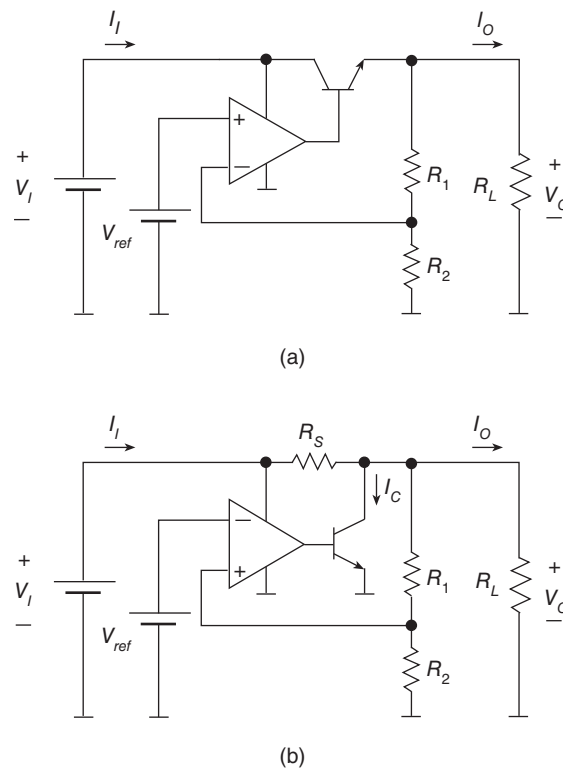 I_I
I_O
+
−
+
V_I
−
V_ref
R_1
R_2
R_L
+
V_O
−
(a)
I_I
R_S
I_O
I_C
−
+
+
V_I
−
V_ref
R_1
R_2
R_L
+
V_O
−
(b)